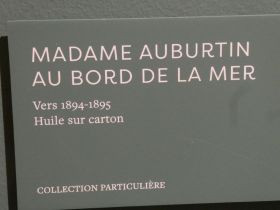 MADAME AUBURTIN
AU BORD DE LA MER
Vers 1894-1895
Huile sur carton
COLLECTION PARTICULIÈRE